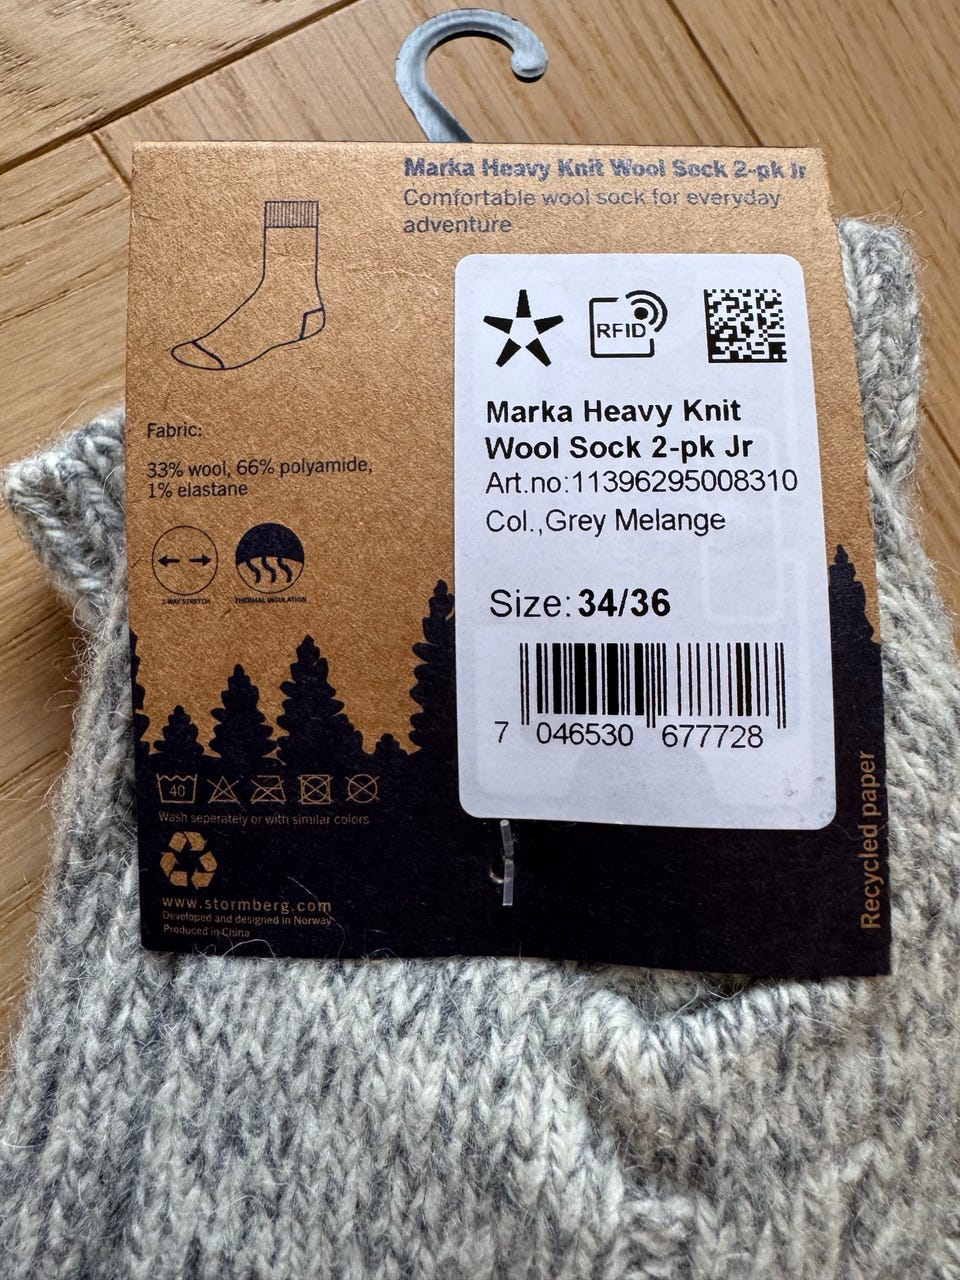 Marka Heavy Knit Wool Sock 2-pk Jr
Comfortable wool sock for everyday
adventure
RFID
Marka Heavy Knit
Wool Sock 2-pk Jr
Art.no:11396295008310
Col.,Grey Melange
Size: 34/36
7 046530 677728
Fabric:
33% wool, 66% polyamide,
1% elastane
2-WAY STRETCH
THERMAL INSULATION
40
Wash seperately or with similar colors
www.stormberg.com
Developed and designed in Norway
Produced in China
Recycled paper